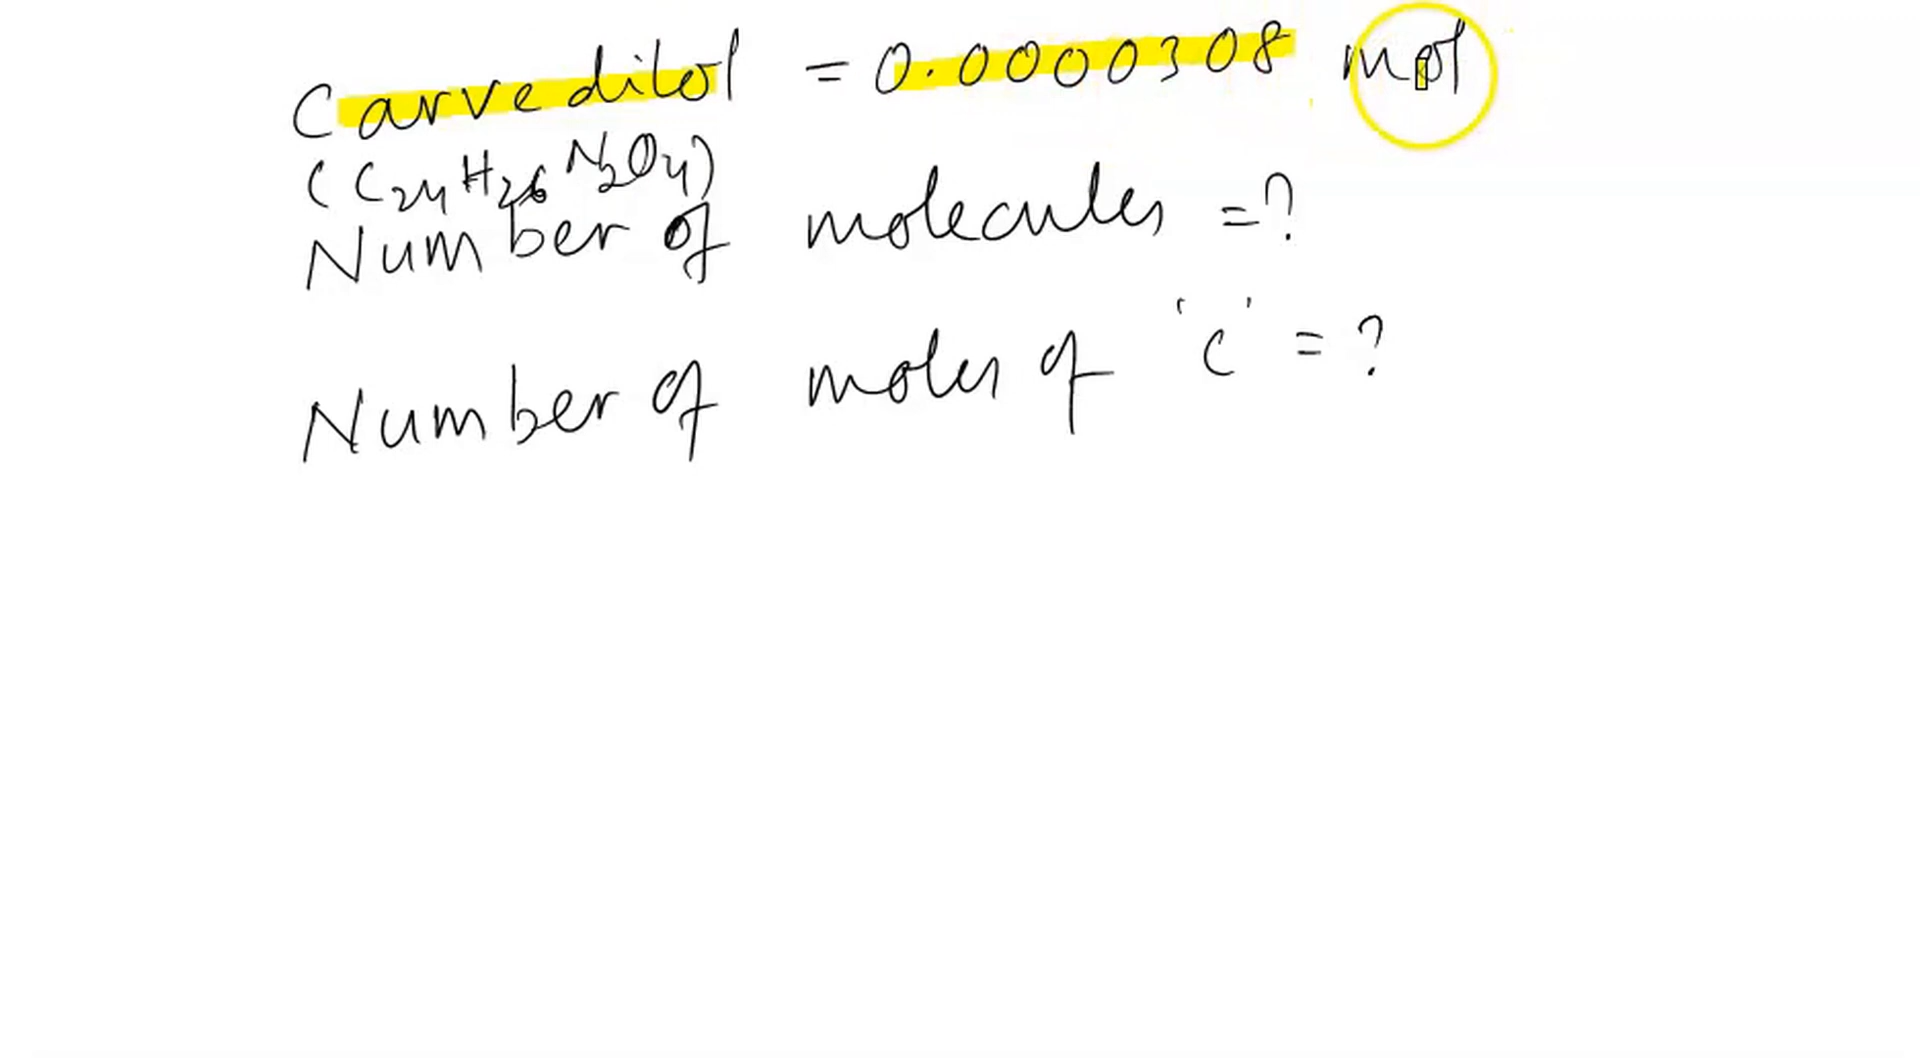 Carvedilol = 0.0000308 mol
(C24H26N2O4)
Number of molecules =?
Number of moles of 'c' = ?